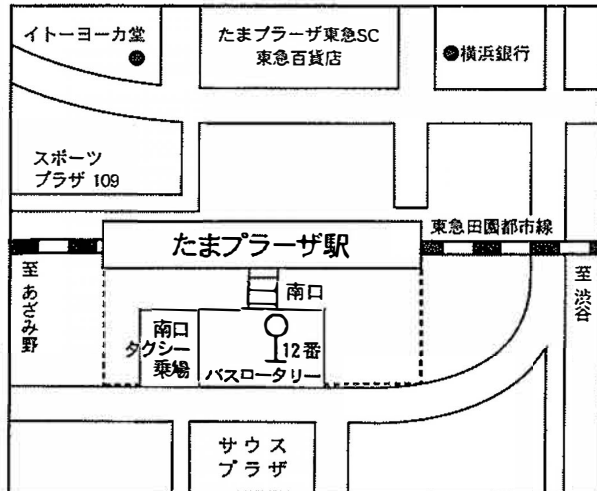 イトーヨーカ堂
たまプラーザ東急SC
東急百貨店
横浜銀行
スポーツ
プラザ 109
東急田園都市線
たまプラーザ駅
至 あざみ野
至 渋谷
南口
南口
タクシー
乗場
12番
バスロータリー
サウス
プラザ